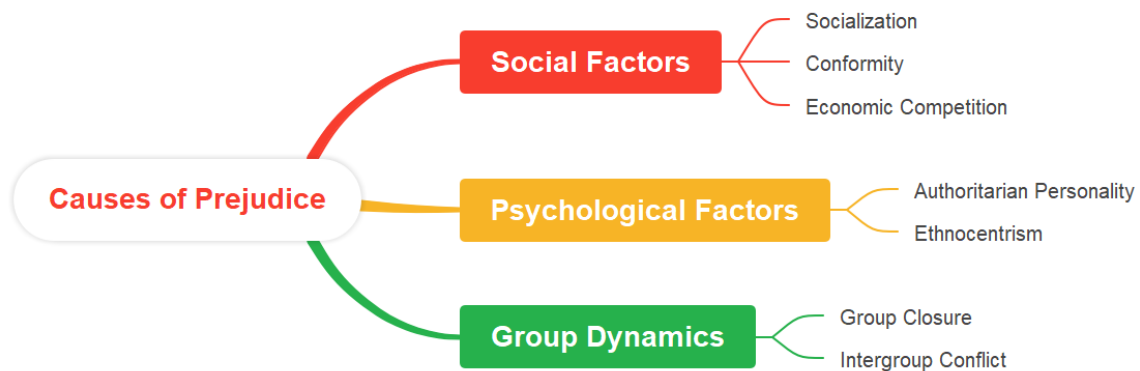 Causes of Prejudice
Social Factors
Socialization
Conformity
Economic Competition
Psychological Factors
Authoritarian Personality
Ethnocentrism
Group Dynamics
Group Closure
Intergroup Conflict